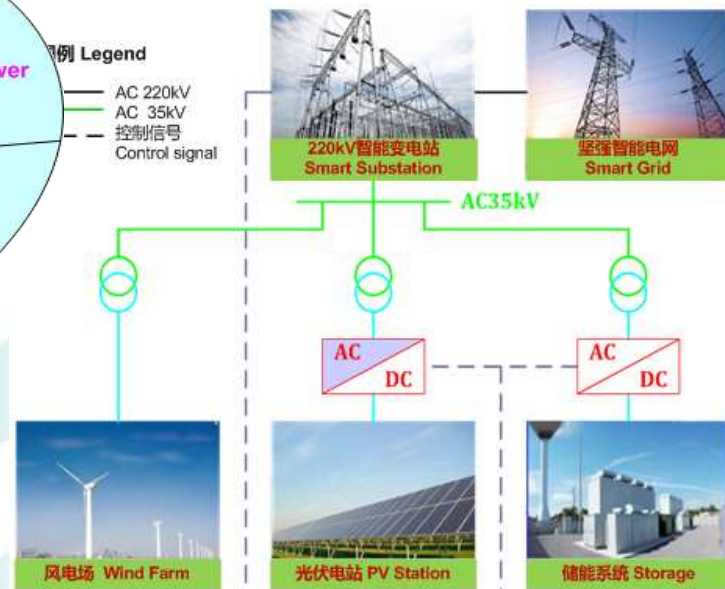 例 Legend
AC 220kV
AC 35kV
控制信号
Control signal
220kV智能变电站
Smart Substation
坚强智能电网
Smart Grid
AC35kV
AC
DC
AC
DC
风电场 Wind Farm
光伏电站 PV Station
储能系统 Storage